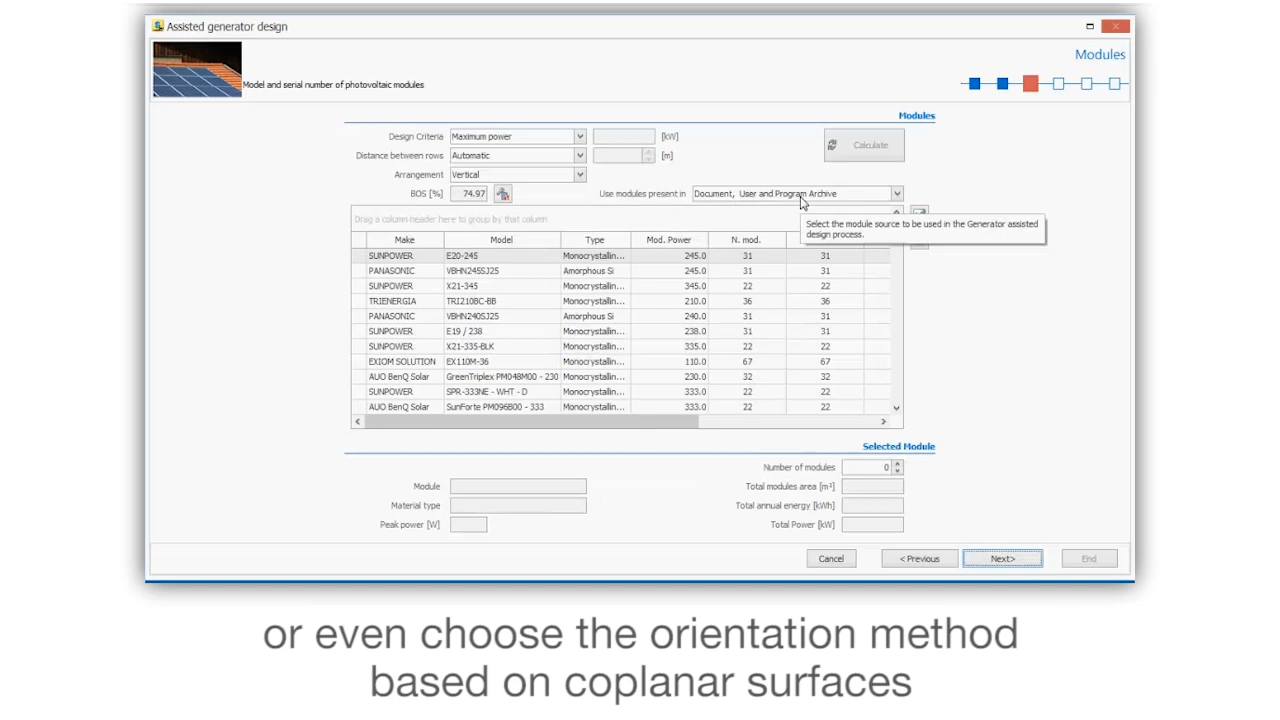 Assisted generator design
Modules
Model and serial number of photovoltaic modules
Modules
Design Criteria Maximum power [kW] Calculate
Distance between rows Automatic [m]
Arrangement Vertical
BOS [%] 74.97 Use modules present in Document, User and Program Archive
Drag a column header here to group by that column
Select the module source to be used in the Generator assisted
design process.
Make Model Type Mod. Power N. mod.
SUNPOWER E20-245 Monocrystallin... 245.0 31 31
PANASONIC VBHN245SJ25 Amorphous Si 245.0 31 31
SUNPOWER X21-345 Monocrystallin... 345.0 22 22
TRIENERGIA TRI210BC-BB Monocrystallin... 210.0 36 36
PANASONIC VBHN240SJ25 Amorphous Si 240.0 31 31
SUNPOWER E19 / 238 Monocrystallin... 238.0 31 31
SUNPOWER X21-335-BLK Monocrystallin... 335.0 22 22
EXIOM SOLUTION EX110M-36 Monocrystallin... 110.0 67 67
AUO BenQ Solar GreenTriplex PM048M00 - 230 Monocrystallin... 230.0 32 32
SUNPOWER SPR-333NE - WHT - D Monocrystallin... 333.0 22 22
AUO BenQ Solar SunForte PM096B00 - 333 Monocrystallin... 333.0 22 22
Selected Module
Number of modules 0
Module Total modules area [m²]
Material type Total annual energy [kWh]
Peak power [W] Total Power [kW]
Cancel < Previous Next> End
or even choose the orientation method
based on coplanar surfaces